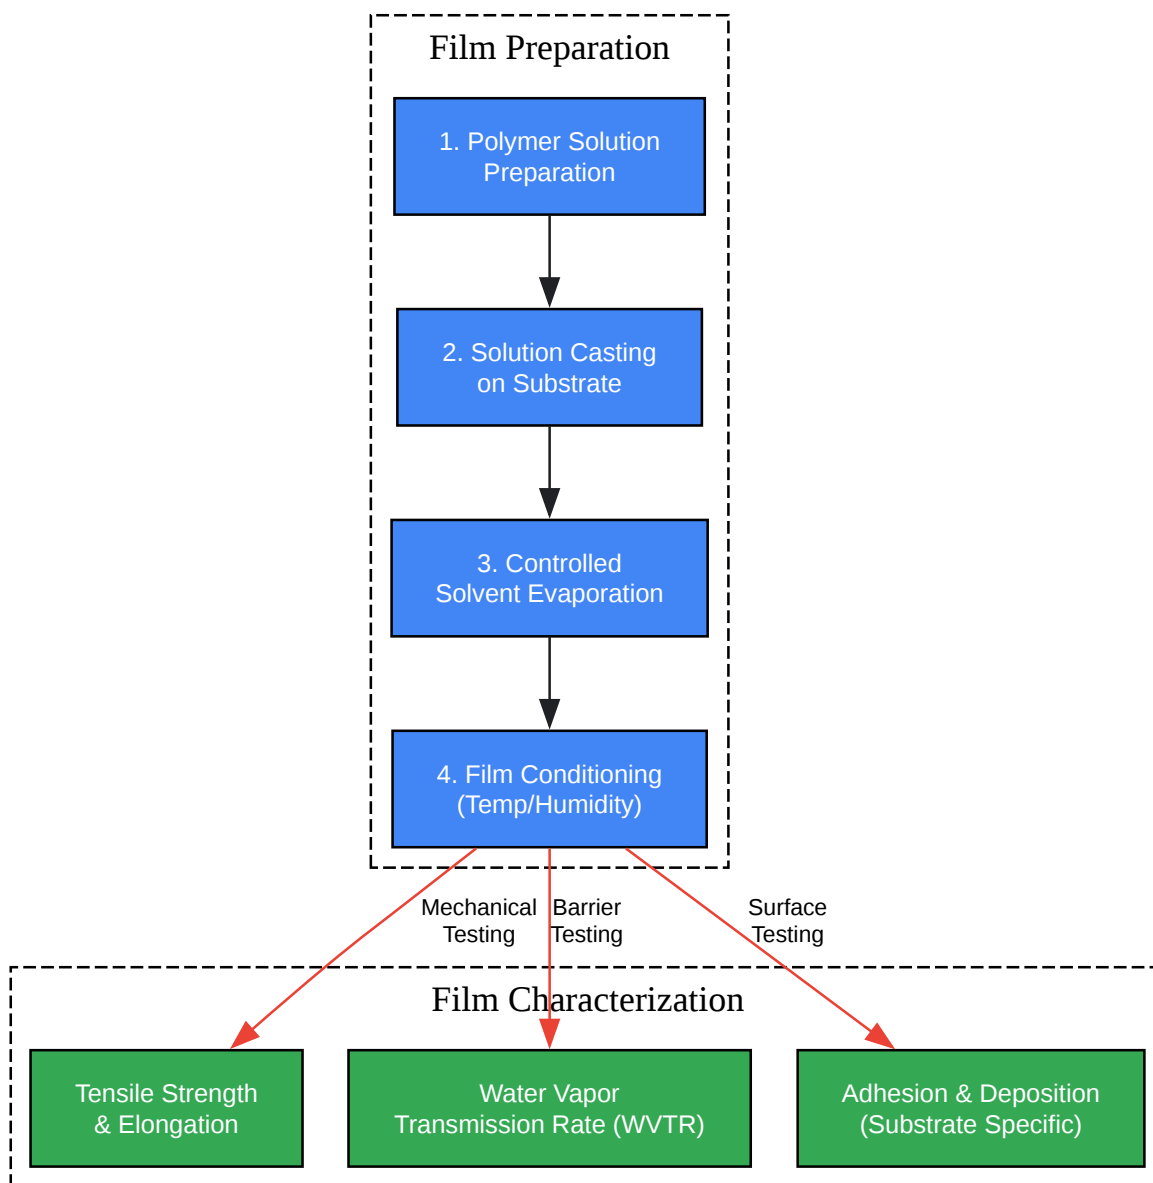 Film Preparation
1. Polymer Solution
Preparation
2. Solution Casting
on Substrate
3. Controlled
Solvent Evaporation
4. Film Conditioning
(Temp/Humidity)
Mechanical
Testing
Barrier
Testing
Surface
Testing
Film Characterization
Tensile Strength
& Elongation
Water Vapor
Transmission Rate (WVTR)
Adhesion & Deposition
(Substrate Specific)